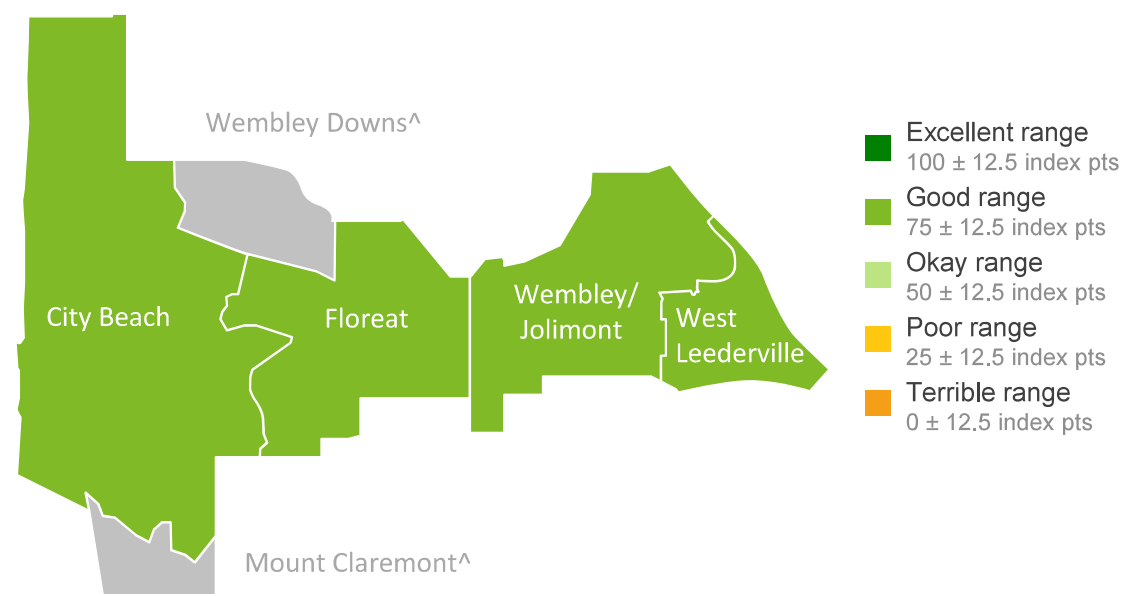 Wembley Downs^
City Beach
Floreat
Wembley/
Jolimont
West
Leederville
Mount Claremont^
Excellent range
100 ± 12.5 index pts
Good range
75 ± 12.5 index pts
Okay range
50 ± 12.5 index pts
Poor range
25 ± 12.5 index pts
Terrible range
0 ± 12.5 index pts